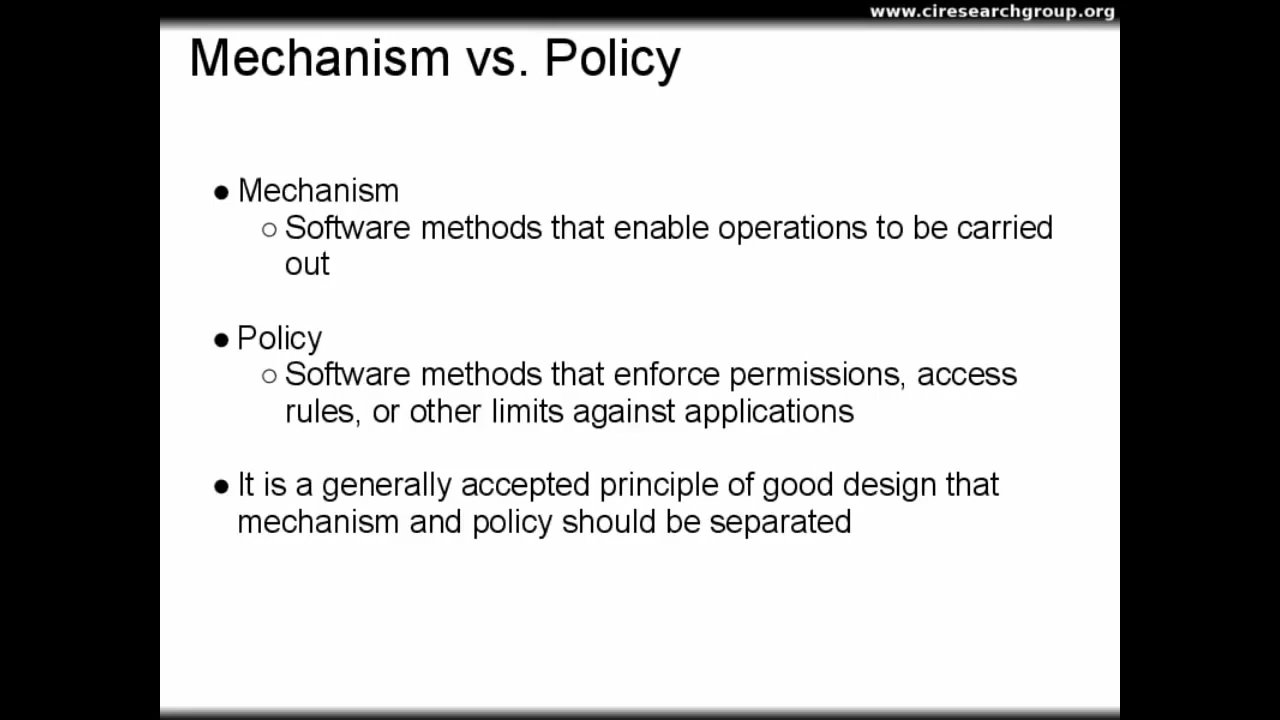 www.ciresearchgroup.org
Mechanism vs. Policy
● Mechanism
○ Software methods that enable operations to be carried
out
● Policy
○ Software methods that enforce permissions, access
rules, or other limits against applications
● It is a generally accepted principle of good design that
mechanism and policy should be separated